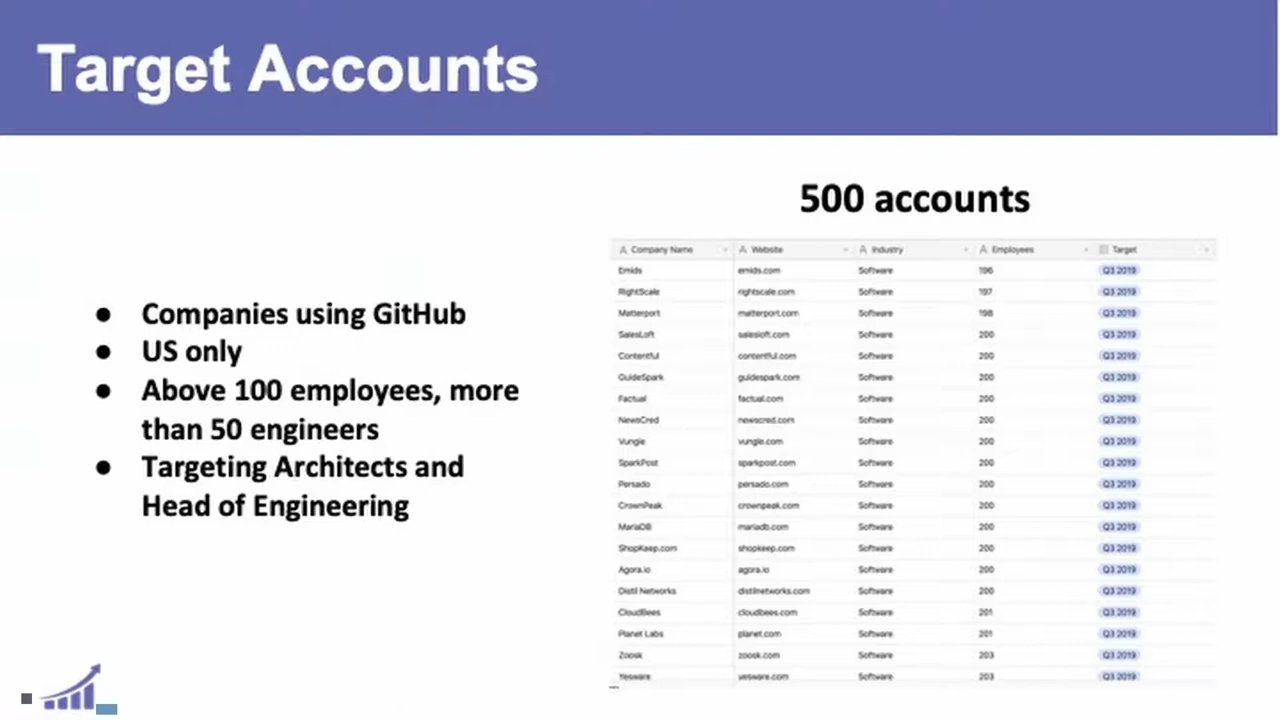 Target Accounts
● Companies using GitHub
● US only
● Above 100 employees, more
than 50 engineers
● Targeting Architects and
Head of Engineering
500 accounts
Company Name Website Industry Employees Target
Emids emids.com Software 196 Q3 2019
RightScale rightscale.com Software 197 Q3 2019
Matterport matterport.com Software 198 Q3 2019
SalesLoft salesloft.com Software 200 Q3 2019
Contentful contentful.com Software 200 Q3 2019
GuideSpark guidespark.com Software 200 Q3 2019
Factual factual.com Software 200 Q3 2019
NewsCred newscred.com Software 200 Q3 2019
Vungle vungle.com Software 200 Q3 2019
SparkPost sparkpost.com Software 200 Q3 2019
Persado persado.com Software 200 Q3 2019
CrownPeak crownpeak.com Software 200 Q3 2019
MariaDB mariadb.com Software 200 Q3 2019
ShopKeep.com shopkeep.com Software 200 Q3 2019
Agora.io agora.io Software 200 Q3 2019
Distil Networks distilnetworks.com Software 200 Q3 2019
CloudBees cloudbees.com Software 201 Q3 2019
Planet Labs planet.com Software 201 Q3 2019
Zoosk zoosk.com Software 203 Q3 2019
Yesware yesware.com Software 203 Q3 2019